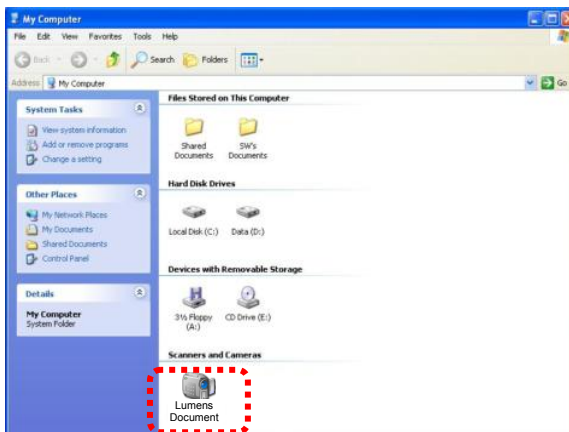 My Computer
File Edit View Favorites Tools Help
Back Search Folders
Address My Computer Go
System Tasks
View system information
Add or remove programs
Change a setting
Other Places
My Network Places
My Documents
Shared Documents
Control Panel
Details
My Computer
System Folder
Files Stored on This Computer
Shared Documents
SW's Documents
Hard Disk Drives
Local Disk (C:) Data (D:)
Devices with Removable Storage
3½ Floppy (A:)
CD Drive (E:)
Scanners and Cameras
Lumens
Document